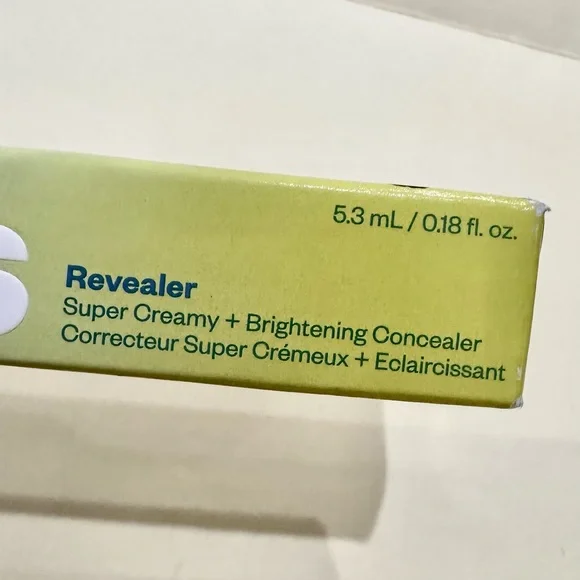 5.3 mL / 0.18 fl. oz.
Revealer
Super Creamy + Brightening Concealer
Correcteur Super Crémeux + Eclaircissant